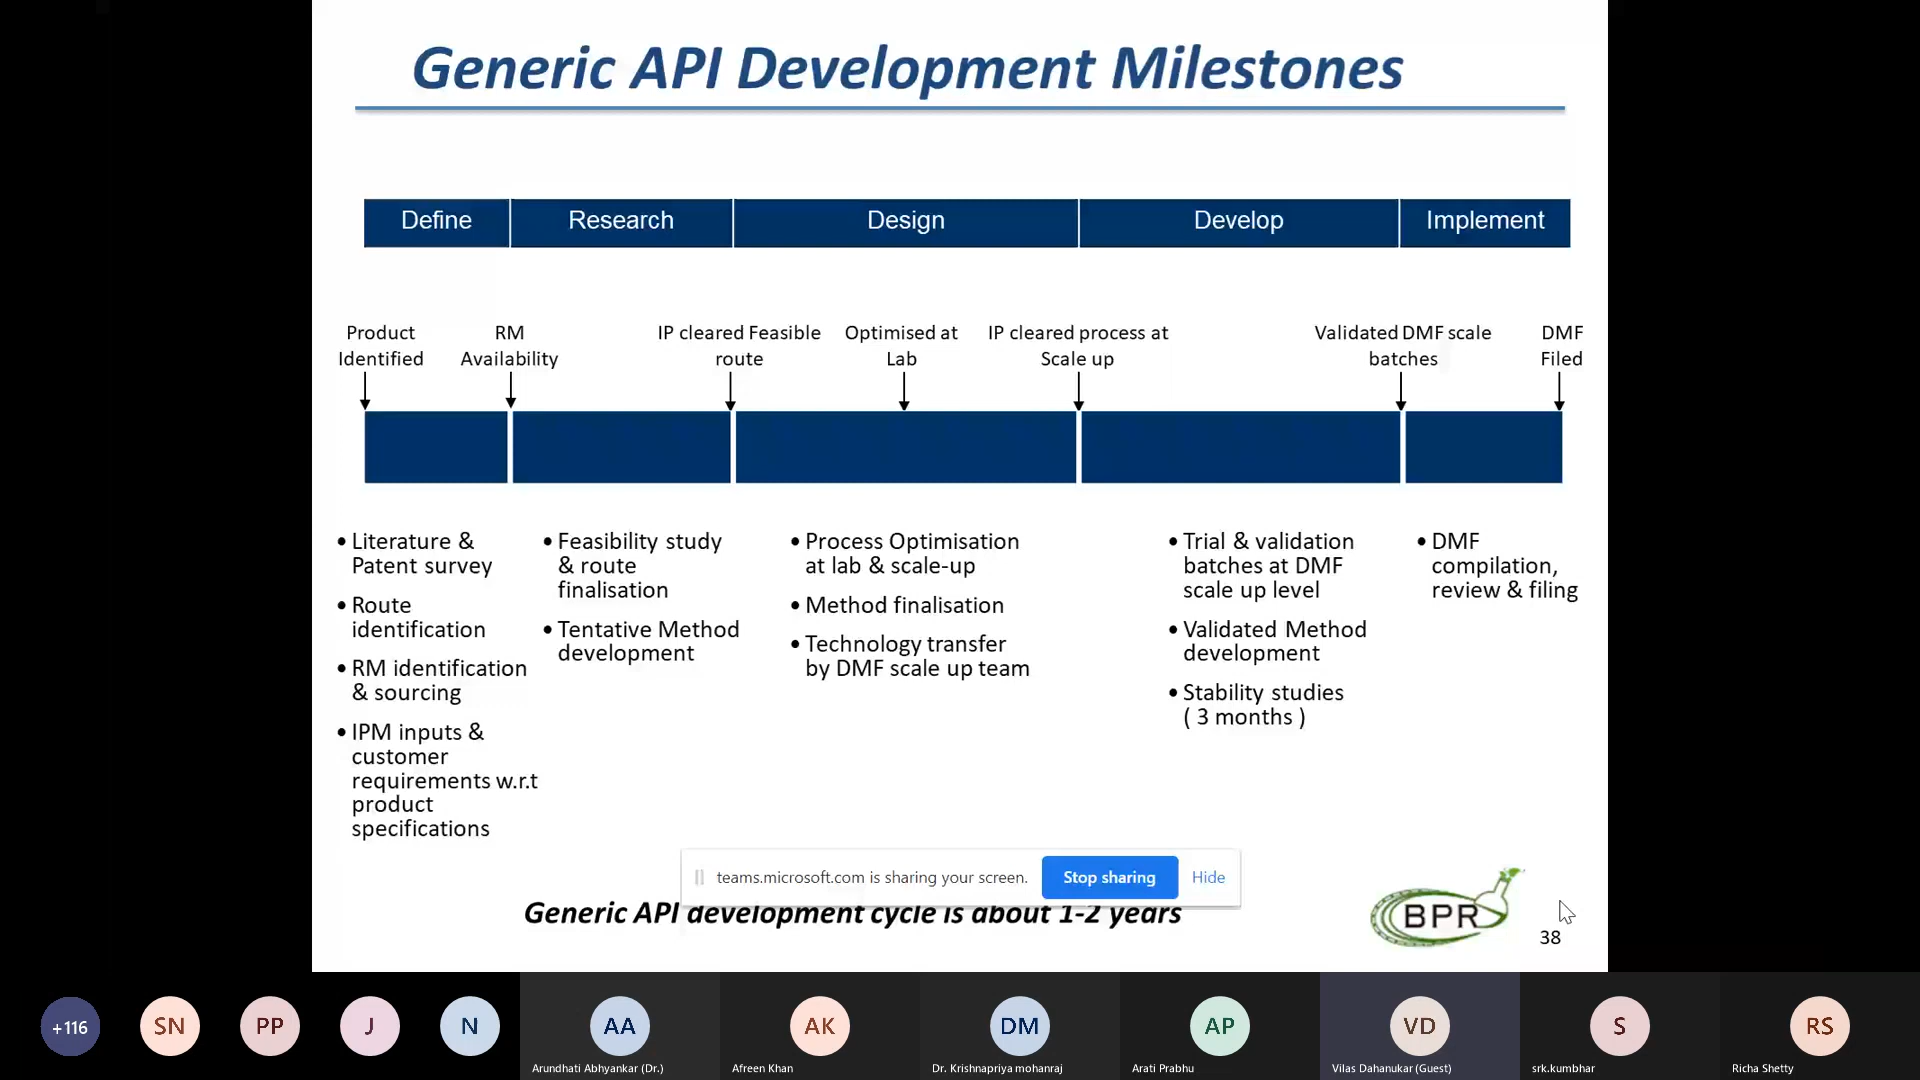 Generic API Development Milestones
Define
Research
Design
Develop
Implement
Product
Identified
RM
Availability
IP cleared Feasible
route
Optimised at
Lab
IP cleared process at
Scale up
Validated DMF scale
batches
DMF
Filed
• Literature &
Patent survey
• Route
identification
• RM identification
& sourcing
• IPM inputs &
customer
requirements w.r.t
product
specifications
• Feasibility study
& route
finalisation
• Tentative Method
development
• Process Optimisation
at lab & scale-up
• Method finalisation
• Technology transfer
by DMF scale up team
• Trial & validation
batches at DMF
scale up level
• Validated Method
development
• Stability studies
( 3 months )
• DMF
compilation,
review & filing
teams.microsoft.com is sharing your screen.
Stop sharing
Hide
Generic API development cycle is about 1-2 years
BPR
38
+116
SN
PP
J
N
AA
AK
DM
AP
VD
S
RS
Arundhati Abhyankar (Dr.)
Afreen Khan
Dr. Krishnapriya mohanraj
Arati Prabhu
Vilas Dahanukar (Guest)
srk.kumbhar
Richa Shetty